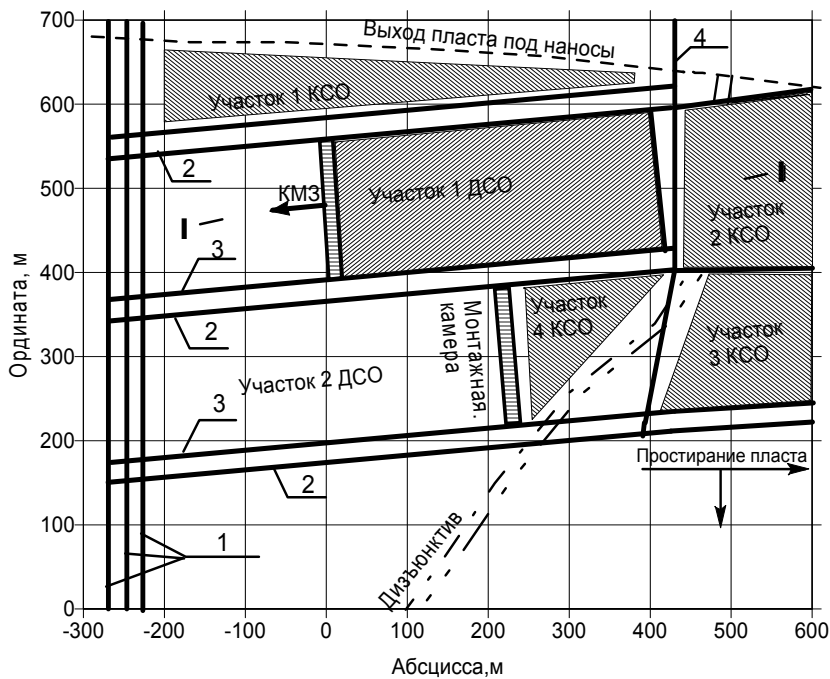 700
600
500
400
300
200
100
0
Ордината, м
Выход пласта под наносы
4
Участок 1 КСО
2
КМЗ
Участок 1 ДСО
I
I
Участок
2 КСО
3
2
Монтажная.
камера
Участок
4 КСО
Участок
3 КСО
Участок 2 ДСО
3
2
Простирание пласта
1
Дизъюнктив
-300 -200 -100 0 100 200 300 400 500 600
Абсцисса,м